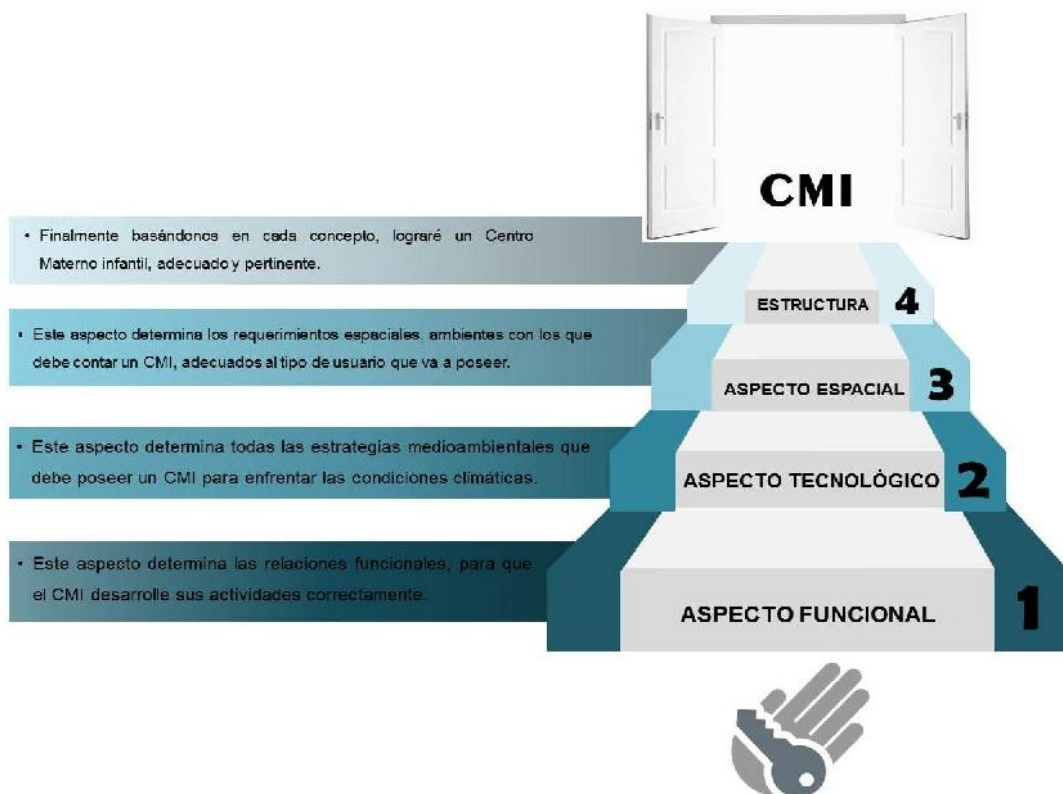 CMI
• Finalmente basándonos en cada concepto, lograré un Centro
Materno infantil, adecuado y pertinente.
ESTRUCTURA
4
• Este aspecto determina los requerimientos espaciales, ambientes con los que
debe contar un CMI, adecuados al tipo de usuario que va a poseer.
ASPECTO ESPACIAL
3
• Este aspecto determina todas las estrategias medioambientales que
debe poseer un CMI para enfrentar las condiciones climáticas.
ASPECTO TECNOLÓGICO
2
• Este aspecto determina las relaciones funcionales, para que
el CMI desarrolle sus actividades correctamente.
ASPECTO FUNCIONAL
1